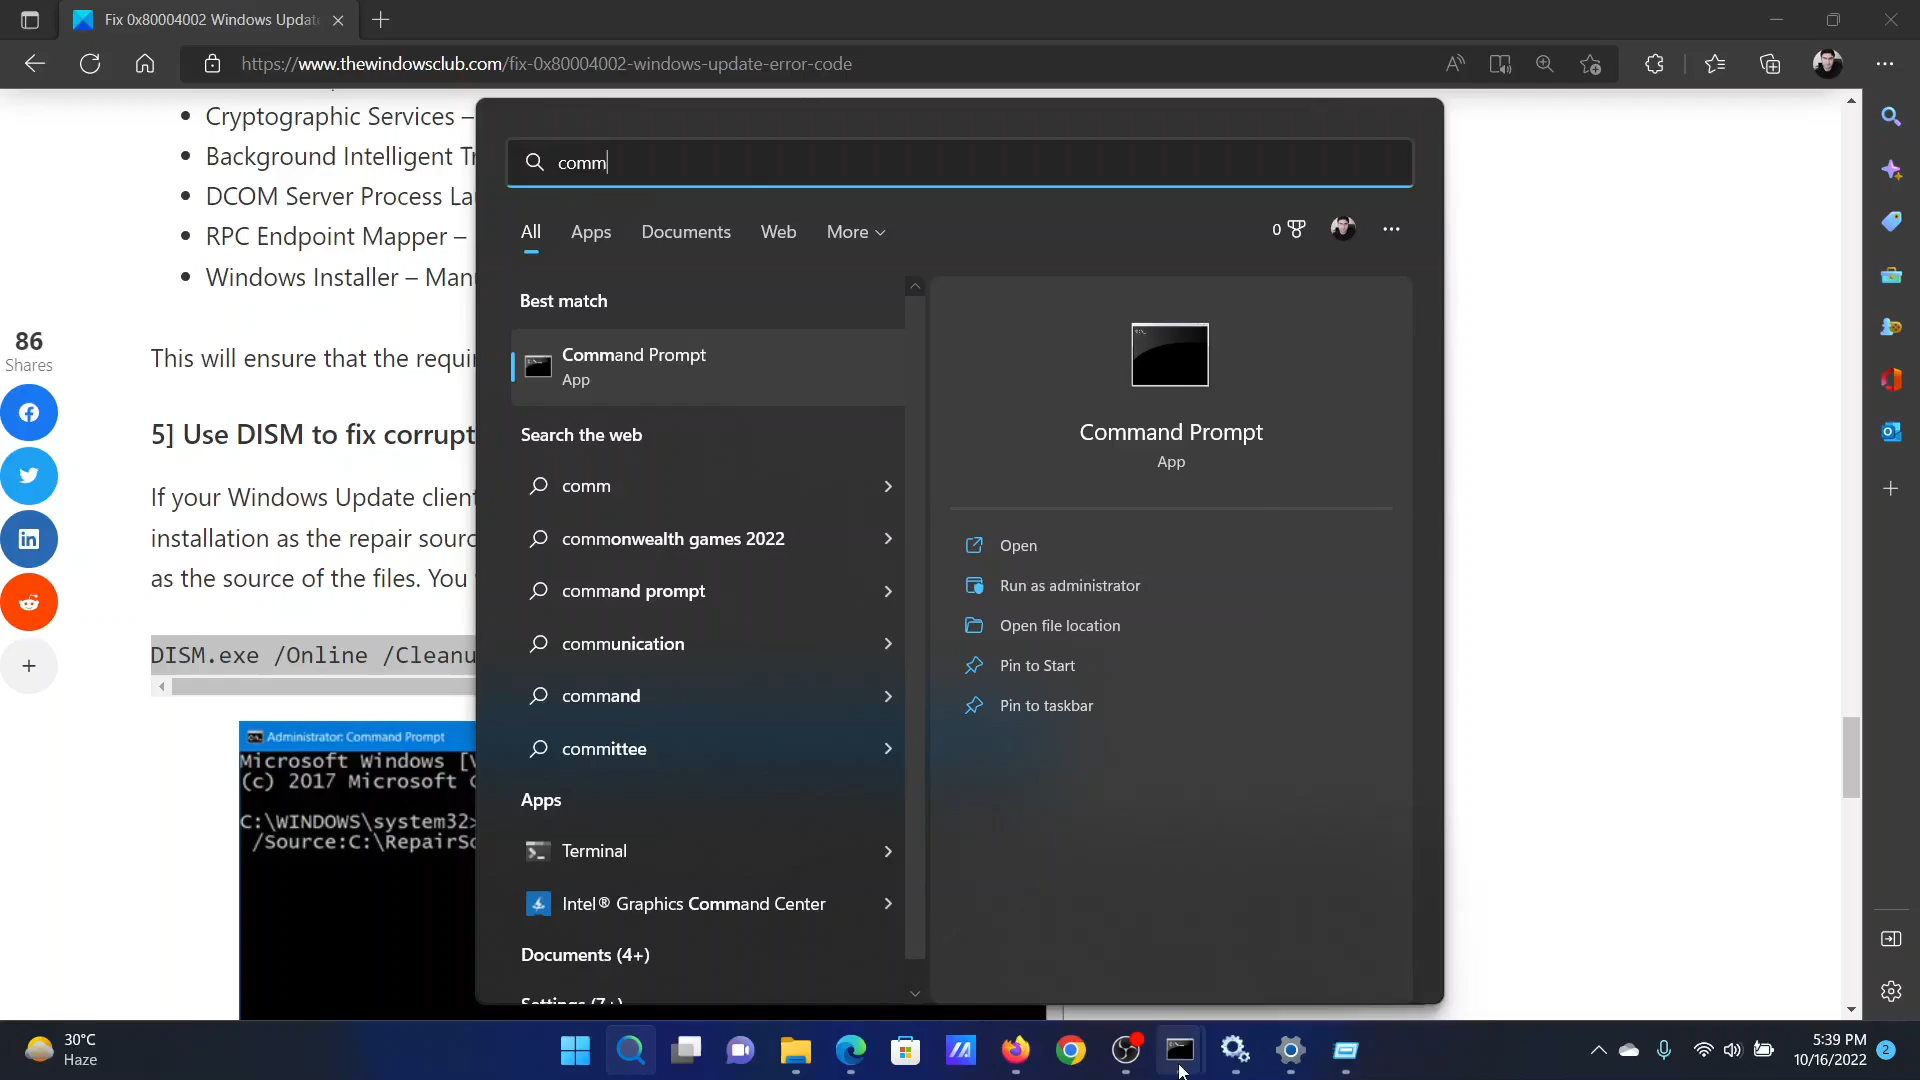 Fix 0x80004002 Windows Updat
https://www.thewindowsclub.com/fix-0x80004002-windows-update-error-code
Cryptographic Services –
Background Intelligent Tr
DCOM Server Process La
RPC Endpoint Mapper –
Windows Installer – Man
86
Shares
This will ensure that the requir
5] Use DISM to fix corrupt
If your Windows Update client
installation as the repair sourc
as the source of the files. You
DISM.exe /Online /Cleanu
Administrator: Command Prompt
Microsoft Windows [V
(c) 2017 Microsoft C
C:\WINDOWS\system32>
/Source:C:\RepairSo
comm
All Apps Documents Web More
0
Best match
Command Prompt
App
Search the web
comm
commonwealth games 2022
command prompt
communication
command
committee
Apps
Terminal
Intel® Graphics Command Center
Documents (4+)
Settings (7+)
Command Prompt
App
Open
Run as administrator
Open file location
Pin to Start
Pin to taskbar
30°C
Haze
5:39 PM
10/16/2022
2